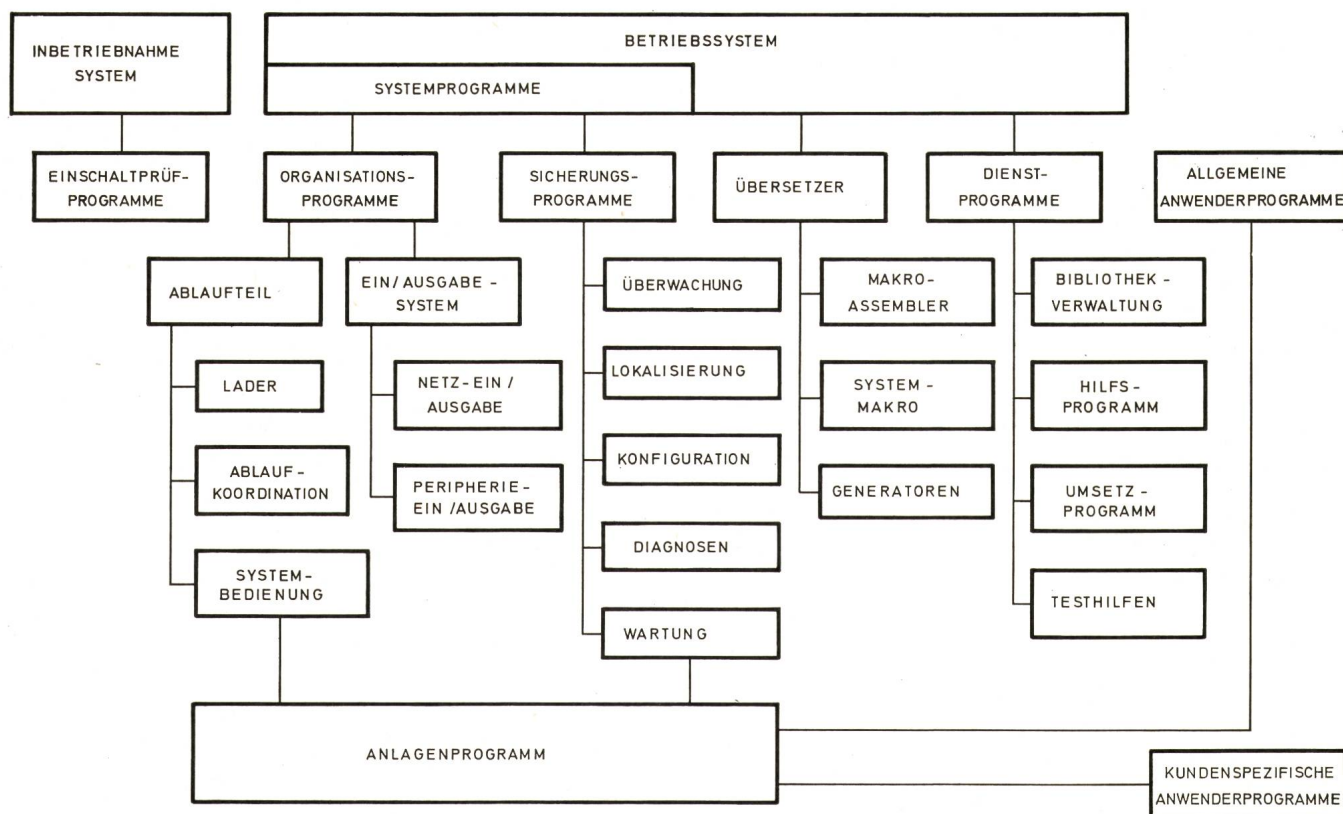 INBETRIEBNAHME
SYSTEM
BETRIEBSSYSTEM
SYSTEMPROGRAMME
EINSCHALTPRÜF-
PROGRAMME
ORGANISATIONS-
PROGRAMME
SICHERUNGS-
PROGRAMME
ÜBERSETZER
DIENST-
PROGRAMME
ALLGEMEINE
ANWENDERPROGRAMME
ABLAUFTEIL
EIN/AUSGABE-
SYSTEM
ÜBERWACHUNG
MAKRO-
ASSEMBLER
BIBLIOTHEK-
VERWALTUNG
LADER
NETZ-EIN/
AUSGABE
LOKALISIERUNG
SYSTEM-
MAKRO
HILFS-
PROGRAMM
ABLAUF-
KOORDINATION
PERIPHERIE-
EIN/AUSGABE
KONFIGURATION
GENERATOREN
UMSETZ-
PROGRAMM
SYSTEM-
BEDIENUNG
DIAGNOSEN
TESTHILFEN
WARTUNG
ANLAGENPROGRAMM
KUNDENSPEZIFISCHE
ANWENDERPROGRAMME